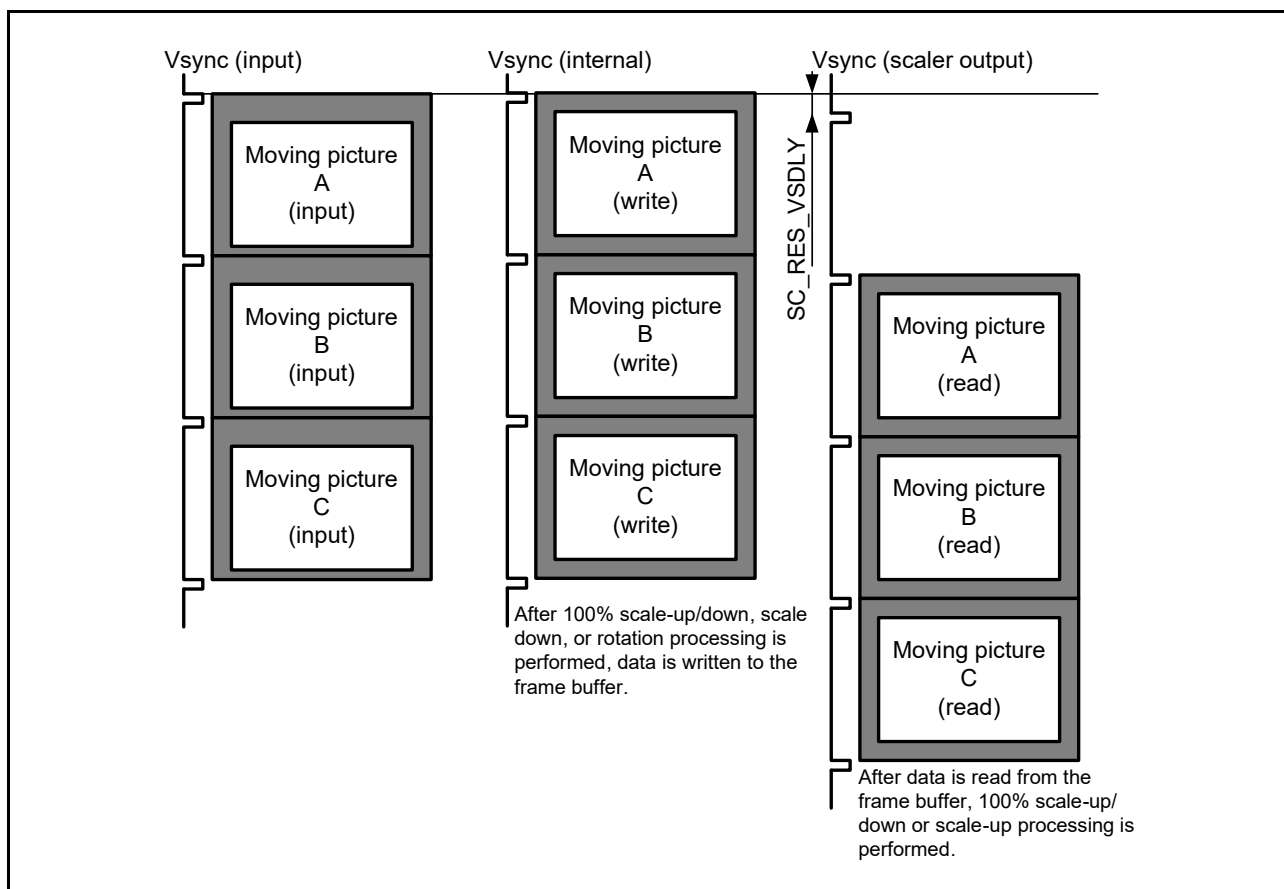 Vsync (input)
Vsync (internal)
Vsync (scaler output)
SC_RES_VSDLY
Moving picture
A
(input)
Moving picture
B
(input)
Moving picture
C
(input)
Moving picture
A
(write)
Moving picture
B
(write)
Moving picture
C
(write)
After 100% scale-up/down, scale
down, or rotation processing is
performed, data is written to the
frame buffer.
Moving picture
A
(read)
Moving picture
B
(read)
Moving picture
C
(read)
After data is read from the
frame buffer, 100% scale-up/
down or scale-up processing is
performed.